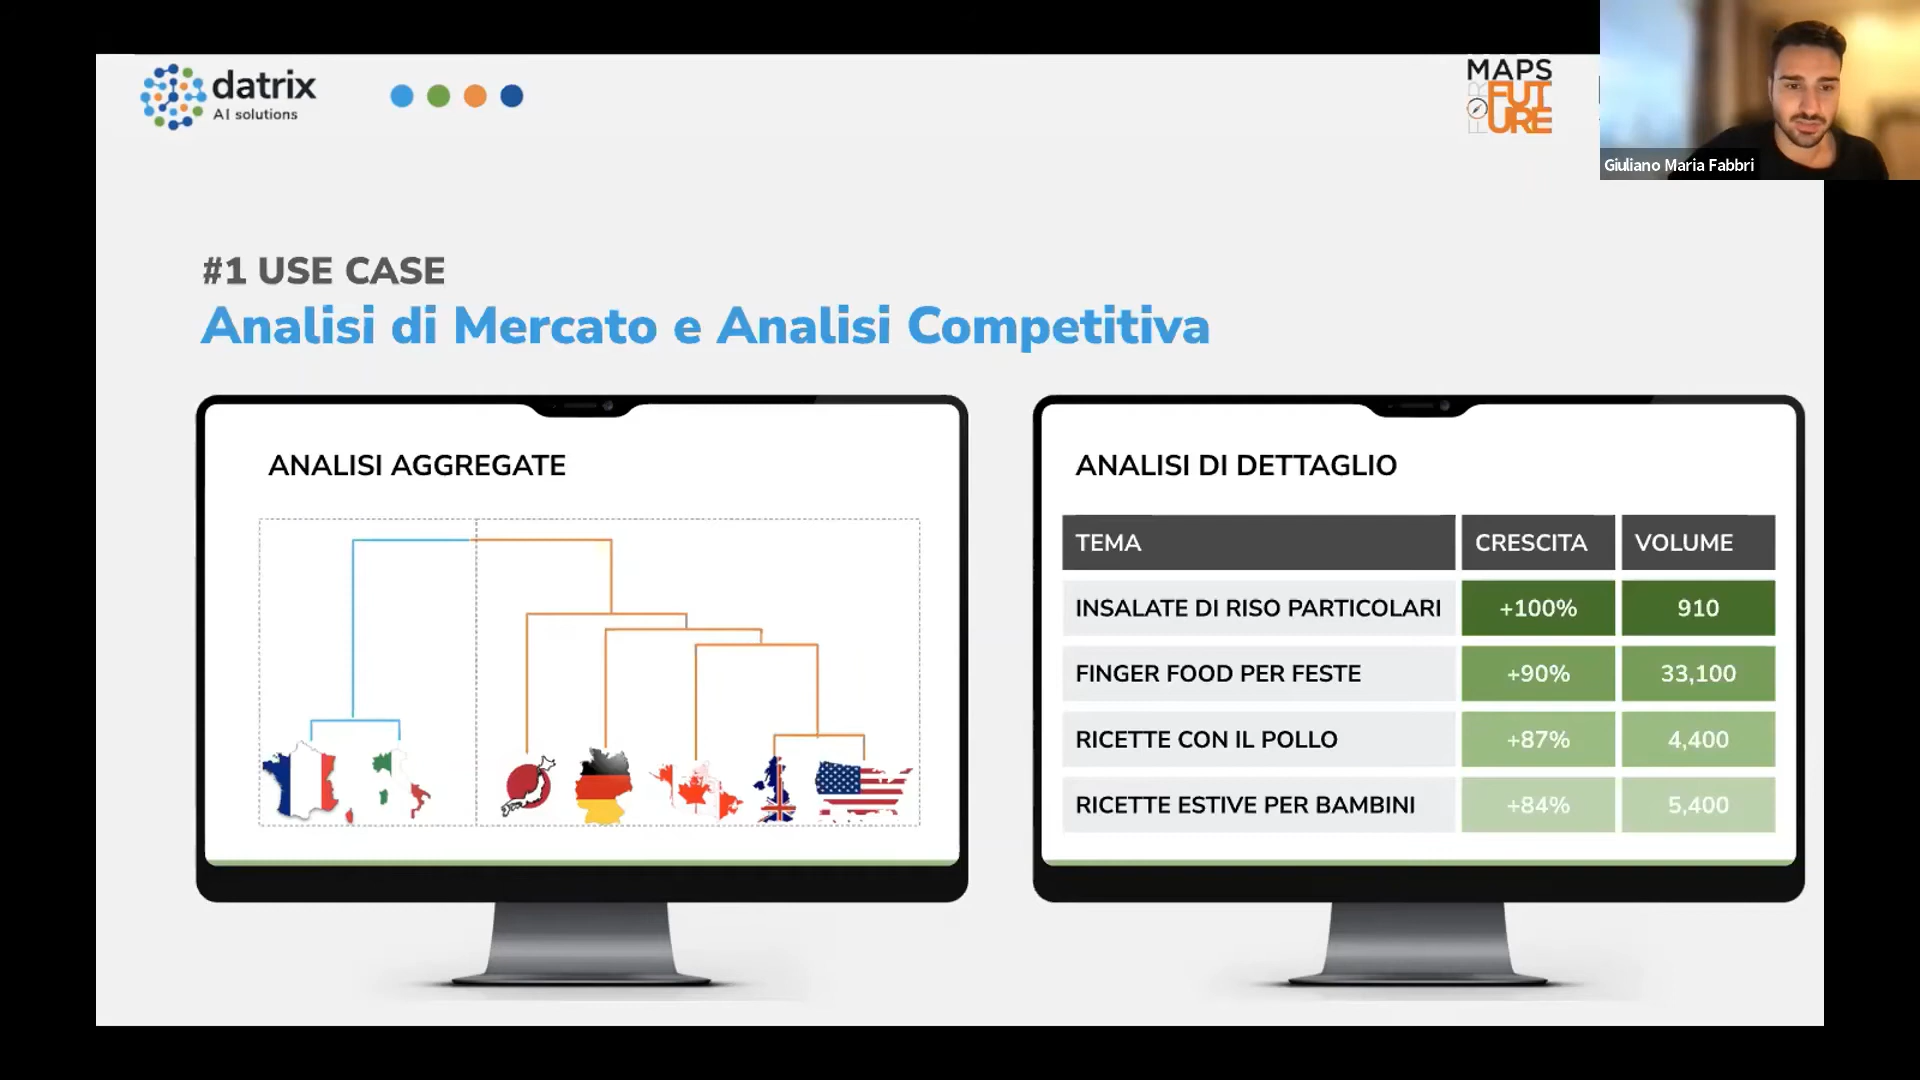 datrix
AI solutions
MAPS
FOR
FUT
URE
Giuliano Maria Fabbri
#1 USE CASE
Analisi di Mercato e Analisi Competitiva
ANALISI AGGREGATE
ANALISI DI DETTAGLIO
TEMA CRESCITA VOLUME
INSALATE DI RISO PARTICOLARI +100% 910
FINGER FOOD PER FESTE +90% 33,100
RICETTE CON IL POLLO +87% 4,400
RICETTE ESTIVE PER BAMBINI +84% 5,400